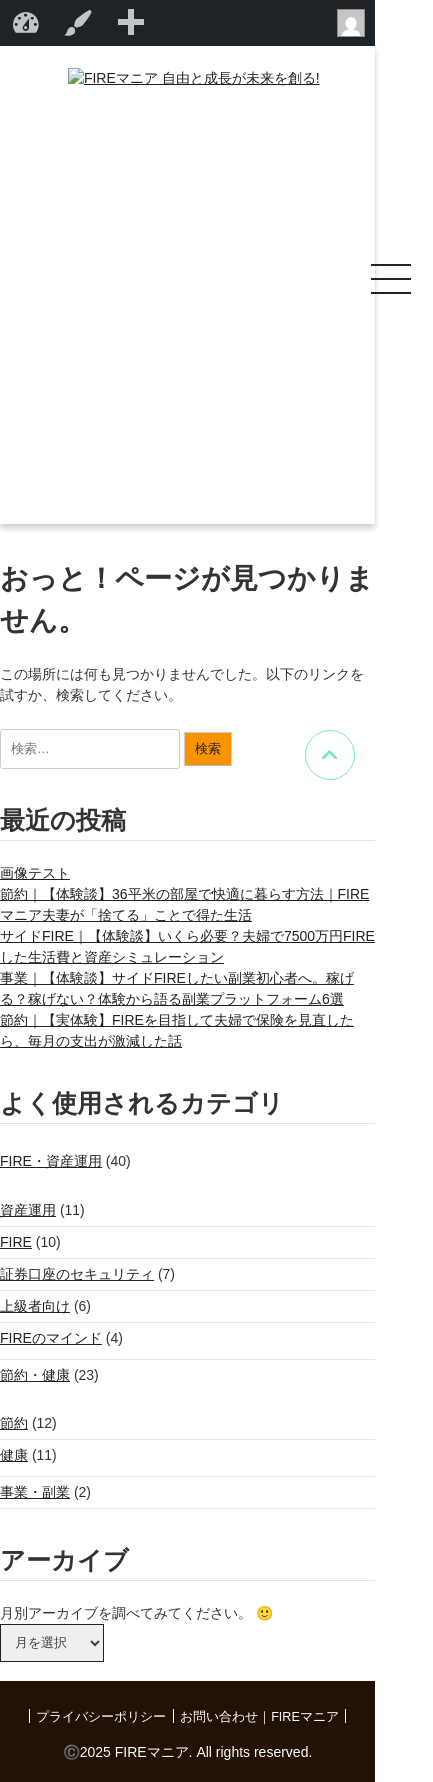 FIREマニア 自由と成長が未来を創る!
おっと！ページが見つかりま
せん。
この場所には何も見つかりませんでした。以下のリンクを
試すか、検索してください。
検索…
検索
最近の投稿
画像テスト
節約｜【体験談】36平米の部屋で快適に暮らす方法｜FIRE
マニア夫妻が「捨てる」ことで得た生活
サイドFIRE｜【体験談】いくら必要？夫婦で7500万円FIRE
した生活費と資産シミュレーション
事業｜【体験談】サイドFIREしたい副業初心者へ。稼げ
る？稼げない？体験から語る副業プラットフォーム6選
節約｜【実体験】FIREを目指して夫婦で保険を見直した
ら、毎月の支出が激減した話
よく使用されるカテゴリ
FIRE・資産運用 (40)
資産運用 (11)
FIRE (10)
証券口座のセキュリティ (7)
上級者向け (6)
FIREのマインド (4)
節約・健康 (23)
節約 (12)
健康 (11)
事業・副業 (2)
アーカイブ
月別アーカイブを調べてみてください。 🙂
月を選択
プライバシーポリシー
お問い合わせ｜FIREマニア
Ⓒ2025 FIREマニア. All rights reserved.